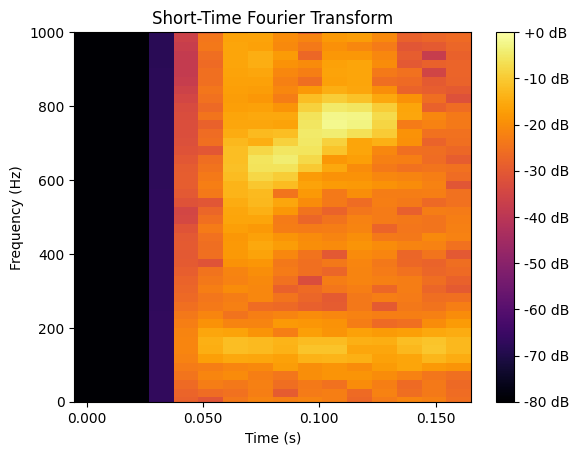 Short-Time Fourier Transform
1000
800
600
400
200
0
Frequency (Hz)
0.000
0.050
0.100
0.150
Time (s)
+0 dB
-10 dB
-20 dB
-30 dB
-40 dB
-50 dB
-60 dB
-70 dB
-80 dB